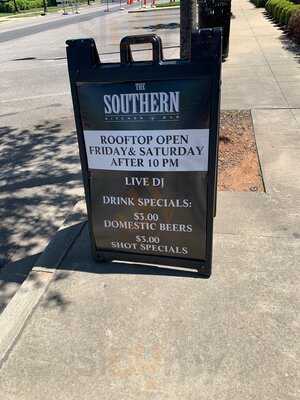 THE
SOUTHERN
KITCHEN & BAR
ROOFTOP OPEN
FRIDAY & SATURDAY
AFTER 10 PM
LIVE DJ
DRINK SPECIALS:
$3.00
DOMESTIC BEERS
$5.00
SHOT SPECIALS